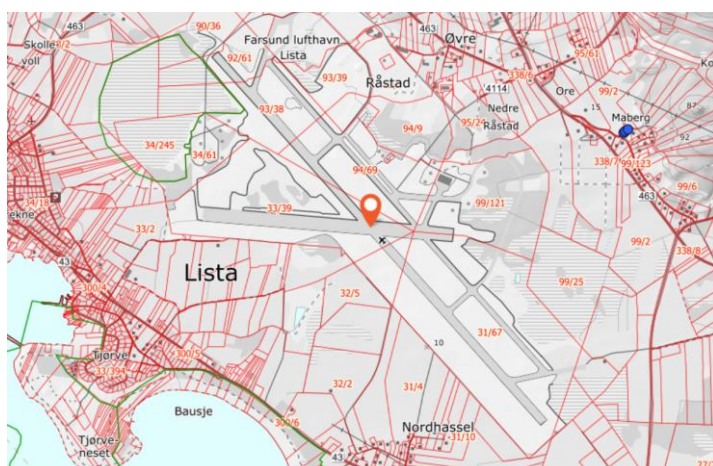 463
90/36
Skolle
voll
Farsund lufthavn
Lista
Øvre
463
92/61
93/39
Råstad
338/6
95/61
4114
Ore
99/2
93/38
Nedre
Råstad
15
Maberg
87
95/24
92
94/9
34/245
34/61
338/7
99/123
94/69
34/18
463
99/6
33/39
99/121
33/2
99/2
338/8
43
Lista
300/4
32/5
99/25
31/67
10
Tjørve
300/5
33/394
32/2
31/4
Bausje
300/6
Nordhassel
31/10
Tjørve-
neset
43